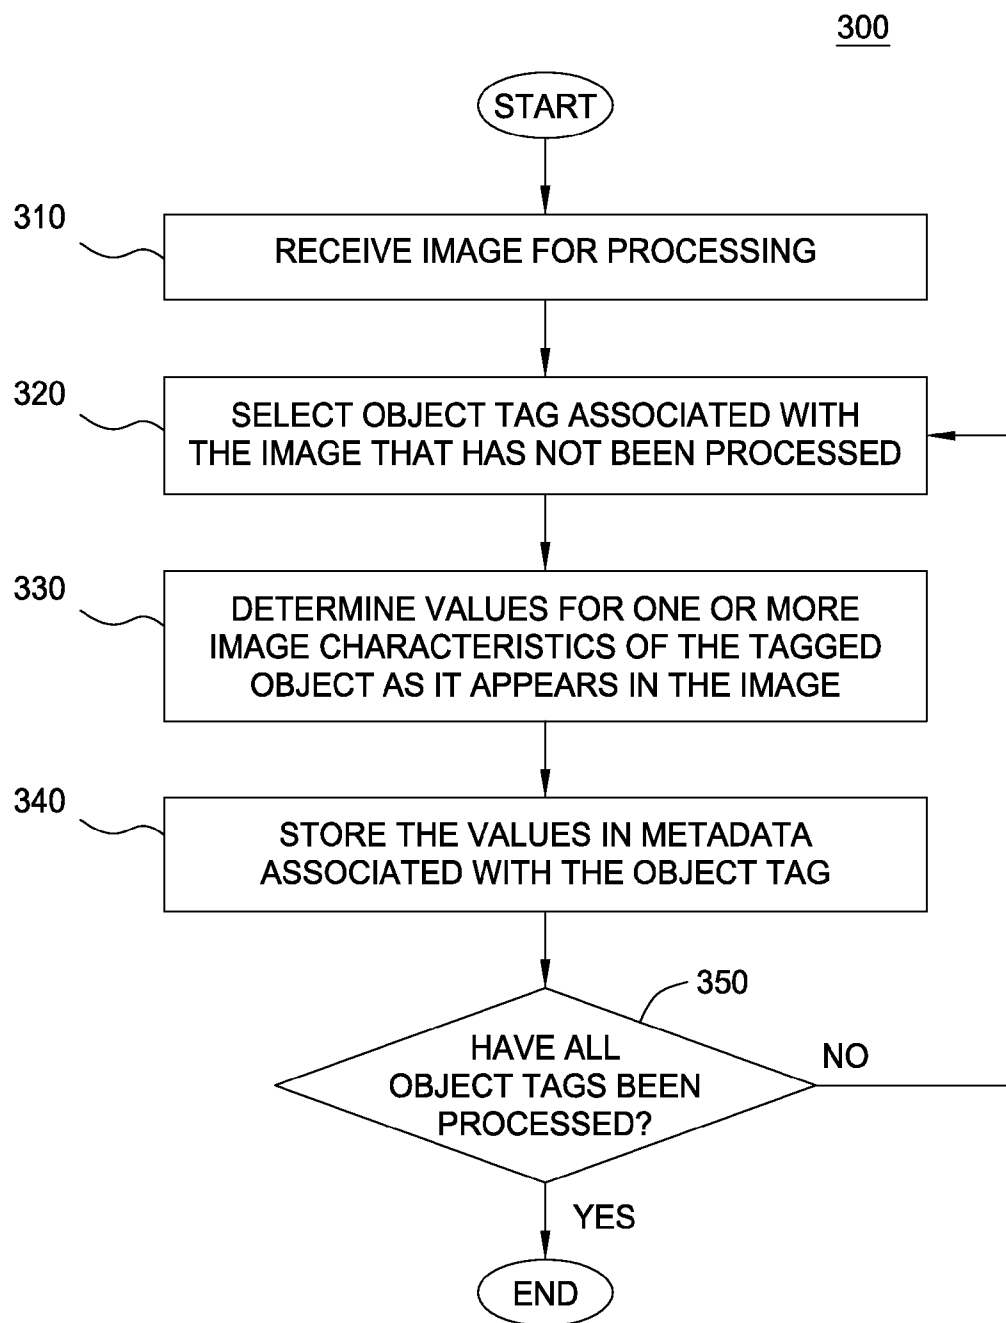 300
START
310
RECEIVE IMAGE FOR PROCESSING
320
SELECT OBJECT TAG ASSOCIATED WITH
THE IMAGE THAT HAS NOT BEEN PROCESSED
330
DETERMINE VALUES FOR ONE OR MORE
IMAGE CHARACTERISTICS OF THE TAGGED
OBJECT AS IT APPEARS IN THE IMAGE
340
STORE THE VALUES IN METADATA
ASSOCIATED WITH THE OBJECT TAG
350
HAVE ALL
OBJECT TAGS BEEN
PROCESSED?
NO
YES
END